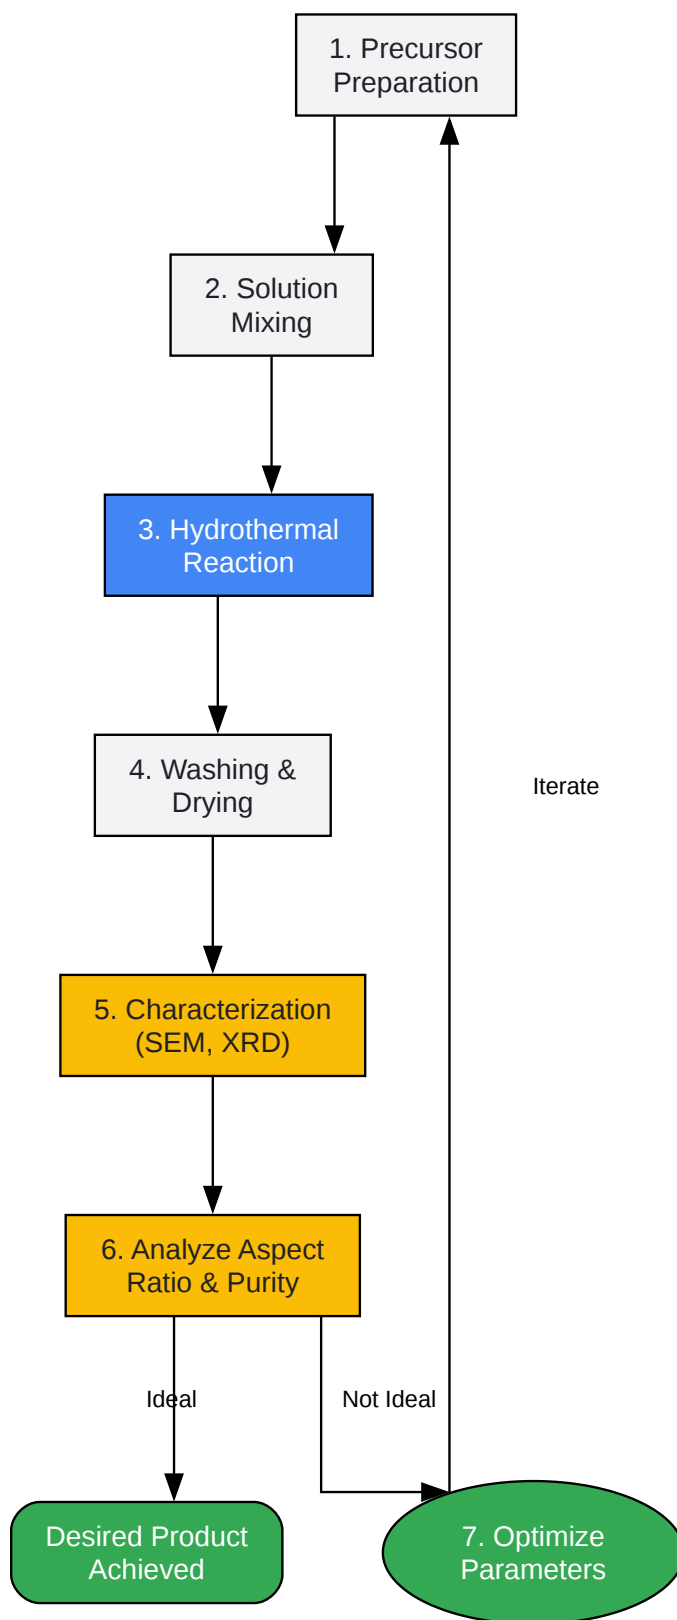 1. Precursor
Preparation
2. Solution
Mixing
3. Hydrothermal
Reaction
4. Washing &
Drying
Iterate
5. Characterization
(SEM, XRD)
6. Analyze Aspect
Ratio & Purity
Ideal
Not Ideal
Desired Product
Achieved
7. Optimize
Parameters